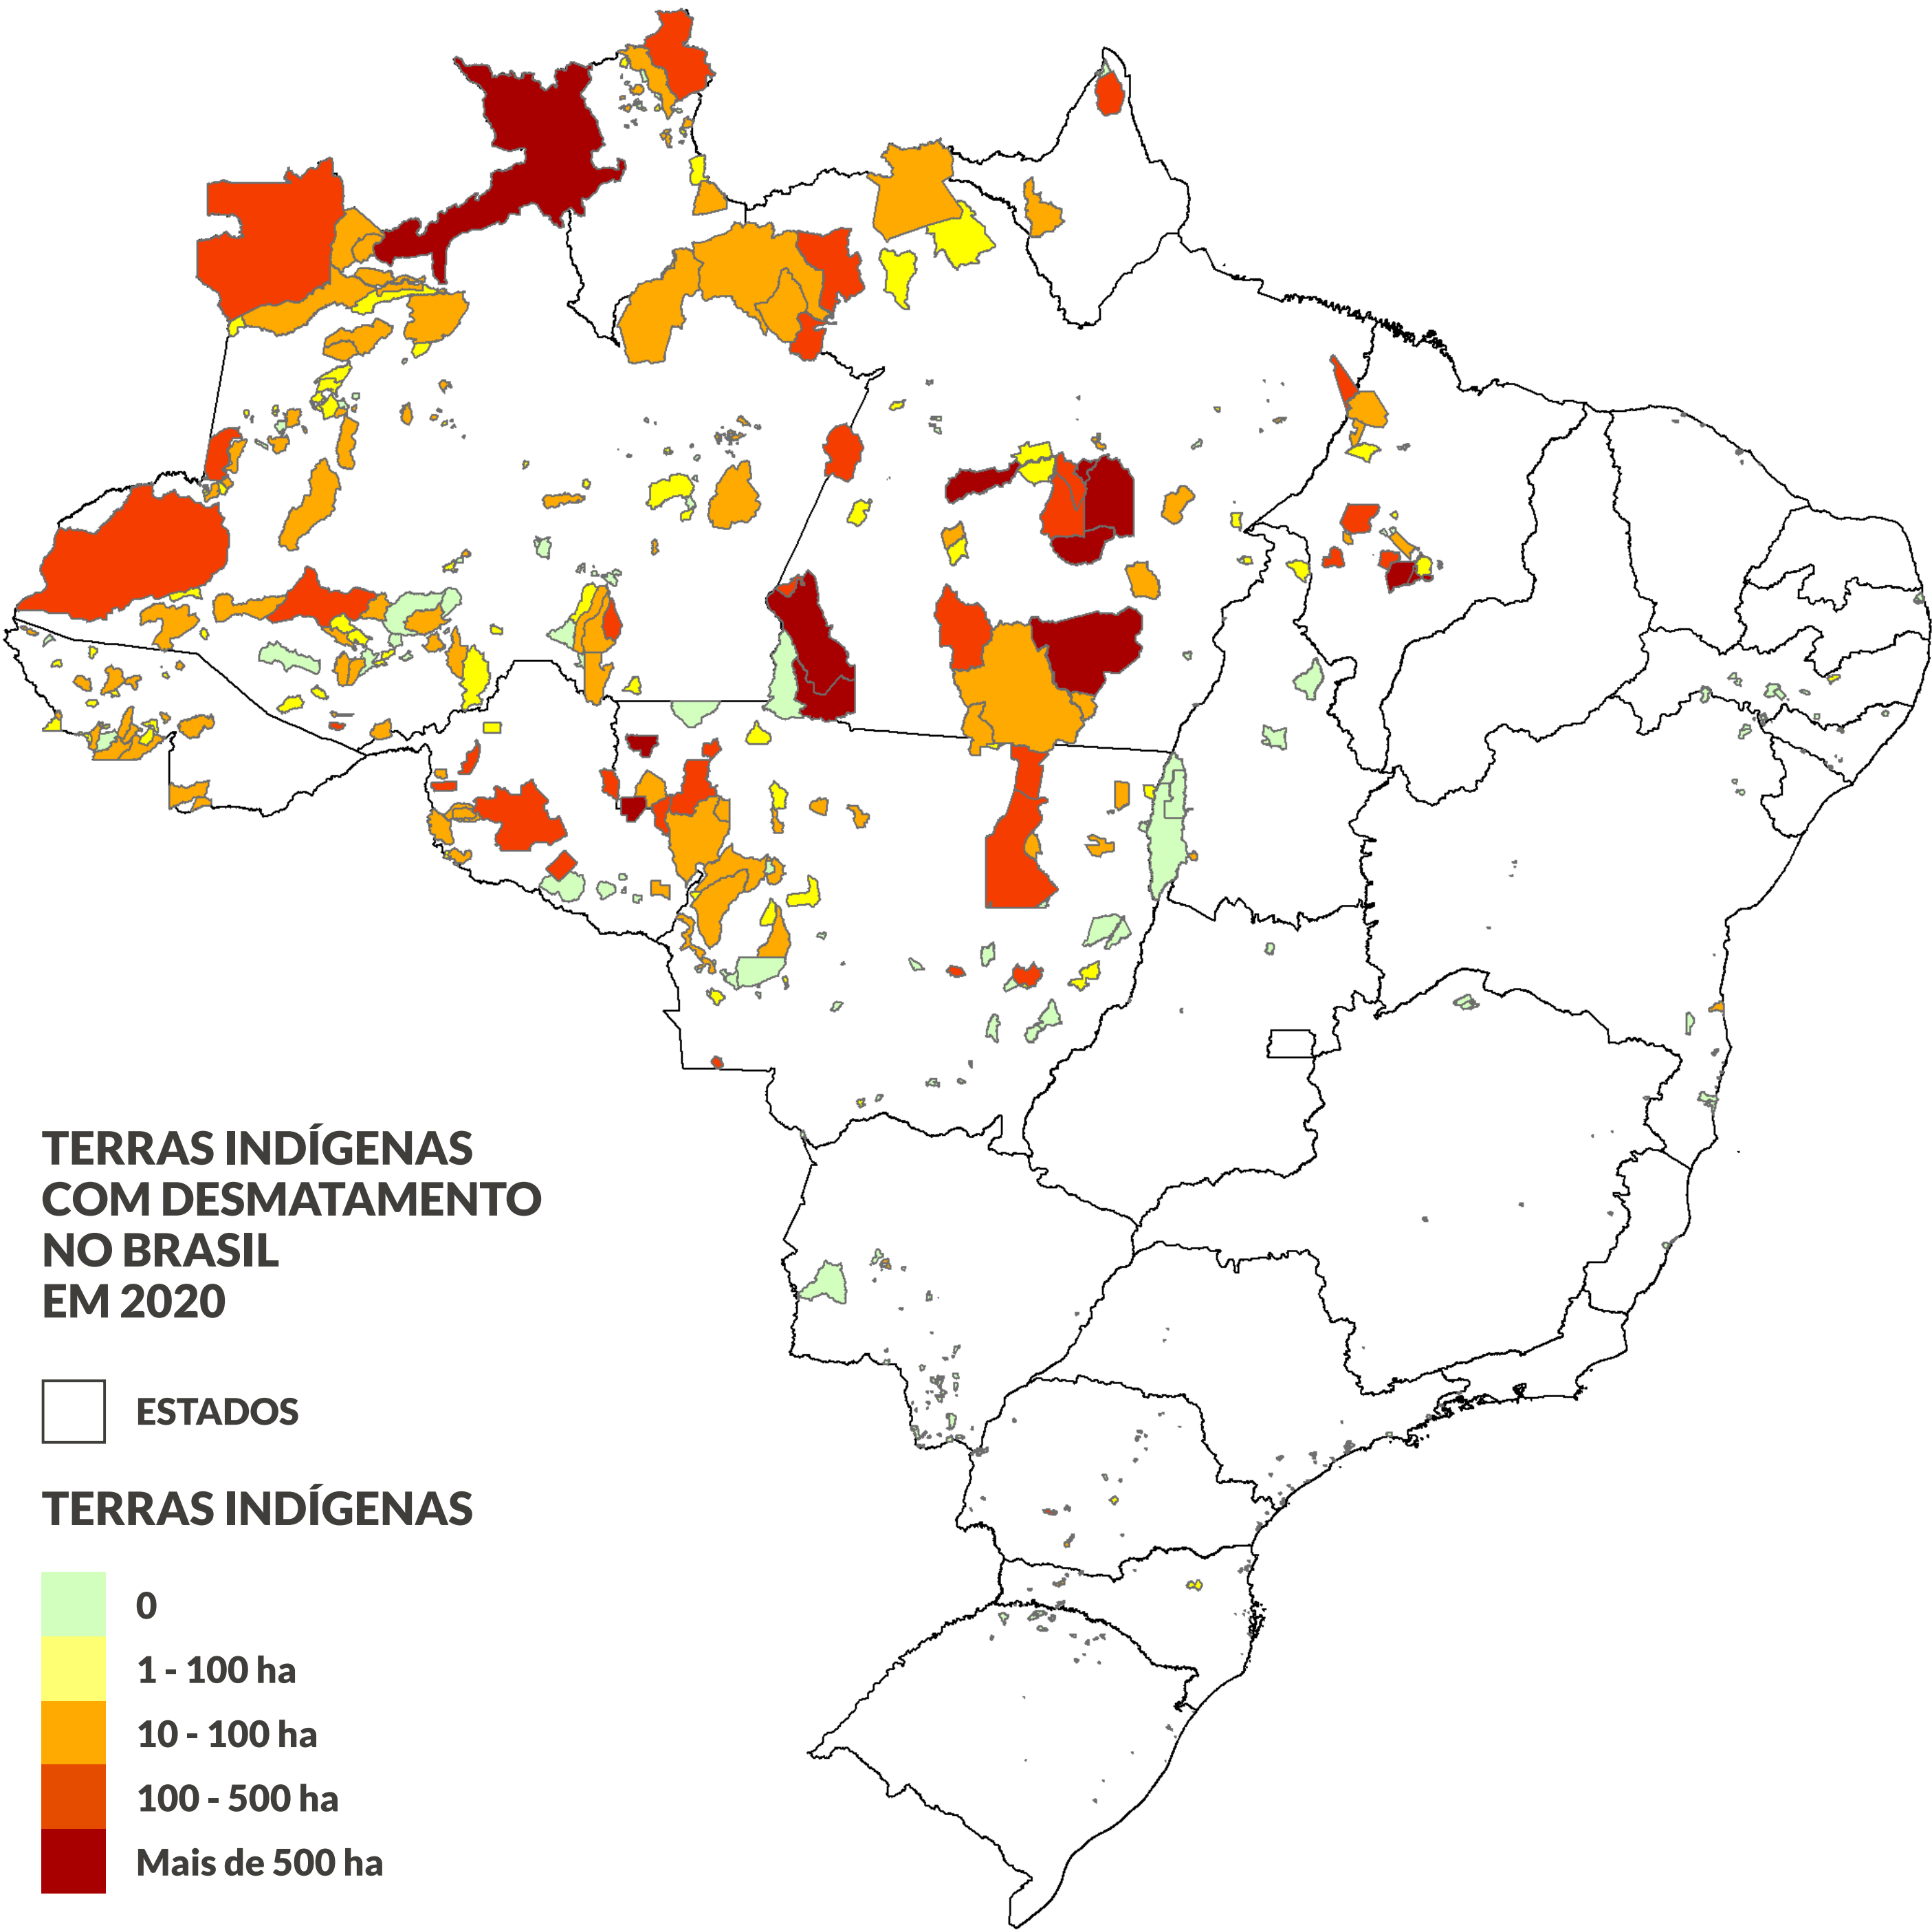 TERRAS INDÍGENAS
COM DESMATAMENTO
NO BRASIL
EM 2020
ESTADOS
TERRAS INDÍGENAS
0
1 - 100 ha
10 - 100 ha
100 - 500 ha
Mais de 500 ha